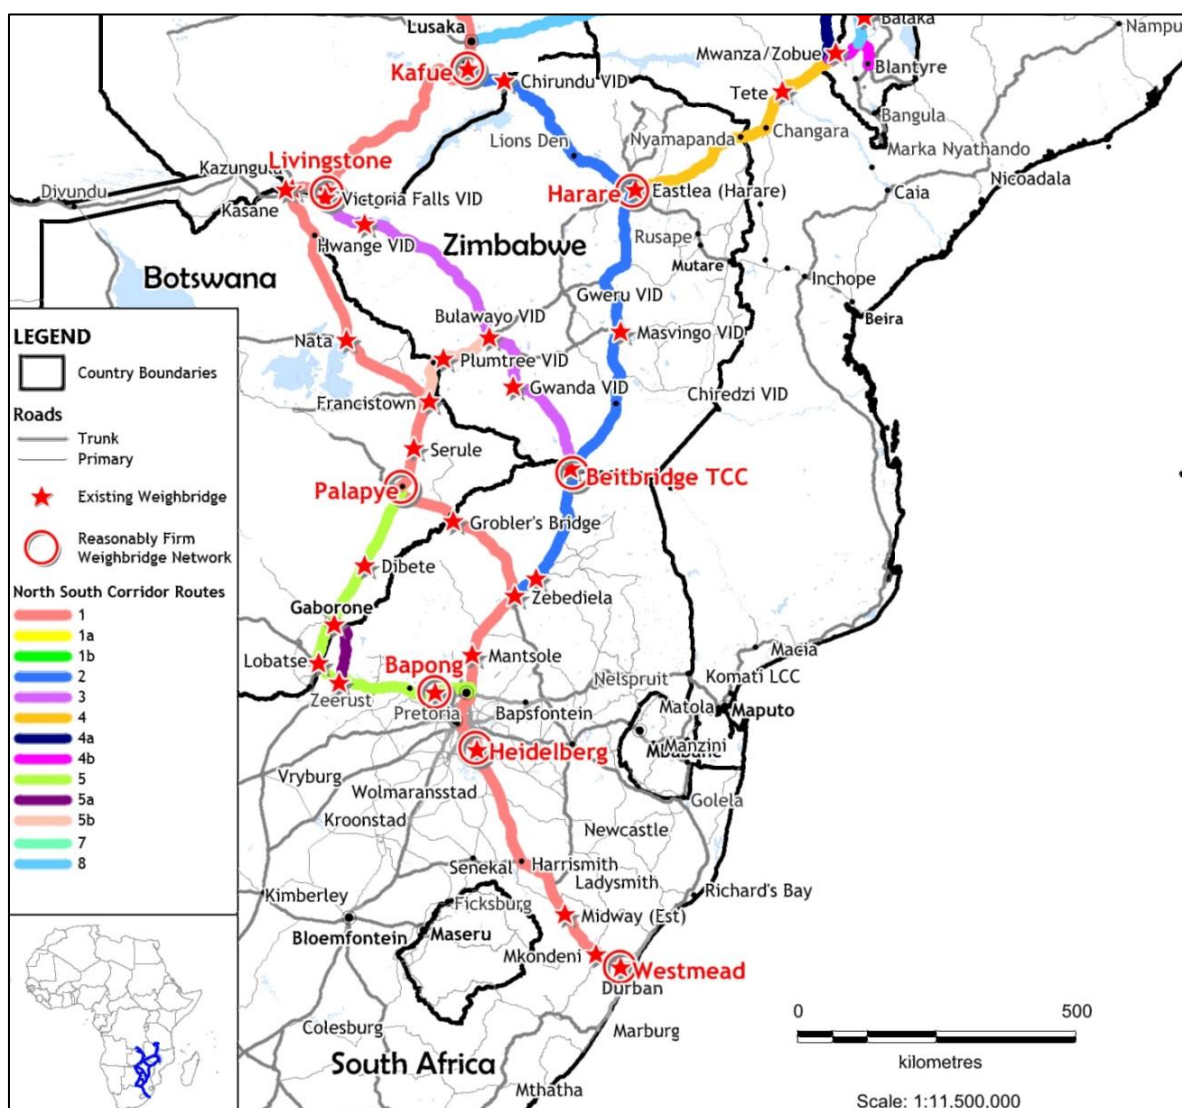 Lusaka
Balaka
Nampu
Mwanza/Zobue
Kafue
Chirundu VID
Blantyre
Tete
Bangula
Lions Den
Nyamapanda
Changara
Marka Nyathando
Livingstone
Kazungula
Nicoadala
Divundu
Victoria Falls VID
Harare
Eastlea (Harare)
Caia
Kasane
Hwange VID
Zimbabwe
Rusape
Mutare
Botswana
Inchope
Gweru VID
Beira
Bulawayo VID
Masvingo VID
LEGEND
Nata
Plumtree VID
Country Boundaries
Gwanda VID
Chiredzi VID
Francistown
Roads
Trunk
Primary
Serule
Beitbridge TCC
Palapye
Existing Weighbridge
Grobler's Bridge
Reasonably Firm
Weighbridge Network
Dibete
North South Corridor Routes
1
1a
1b
2
3
4
4a
4b
5
5a
5b
7
8
Gaborone
Zebediela
Lobatse
Bapong
Mantsole
Macia
Zeerust
Nelspruit
Komati LCC
Pretoria
Bapsfontein
Matola
Maputo
Heidelberg
Mbabane
Manzini
Vryburg
Wolmaransstad
Golela
Kroonstad
Newcastle
Senekal
Harrismith
Ladysmith
Kimberley
Ficksburg
Richard's Bay
Midway (Est)
Bloemfontein
Maseru
Mkondeni
Westmead
Durban
Colesburg
Marburg
South Africa
Mthatha
0
500
kilometres
Scale: 1:11,500,000